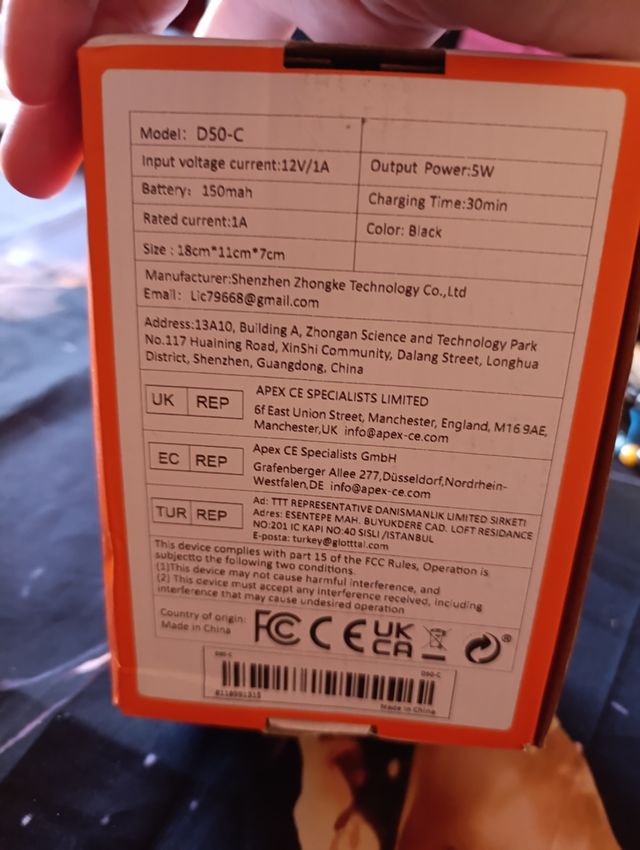 Model: D50-C
Input voltage current:12V/1A
Output Power:5W
Battery: 150mah
Charging Time:30min
Rated current:1A
Color: Black
Size : 18cm*11cm*7cm
Manufacturer:Shenzhen Zhongke Technology Co.,Ltd
Email: Lic79668@gmail.com
Address:13A10, Building A, Zhongan Science and Technology Park
No.117 Huaining Road, XinShi Community, Dalang Street, Longhua
District, Shenzhen, Guangdong, China
UK REP
APEX CE SPECIALISTS LIMITED
6f East Union Street, Manchester, England, M16 9AE,
Manchester,UK info@apex-ce.com
EC REP
Apex CE Specialists GmbH
Grafenberger Allee 277,Düsseldorf,Nordrhein-
Westfalen,DE info@apex-ce.com
TUR REP
Ad: TTT REPRESENTATIVE DANISMANLIK LIMITED SIRKETI
Adres: ESENTEPE MAH. BUYUKDERE CAD. LOFT RESIDANCE
NO:201 IC KAPI NO:40 SISLI /ISTANBUL
E-posta: turkey@glotttal.com
This device complies with part 15 of the FCC Rules, Operation is
subjectto the following two conditions.
(1)This device may not cause harmful interference, and
(2) This device must accept any interference received, including
interference that may cause undesired operation
Country of origin:
Made in China
FCC CE UK
CA
®
D50-C
D50-C
Made in China